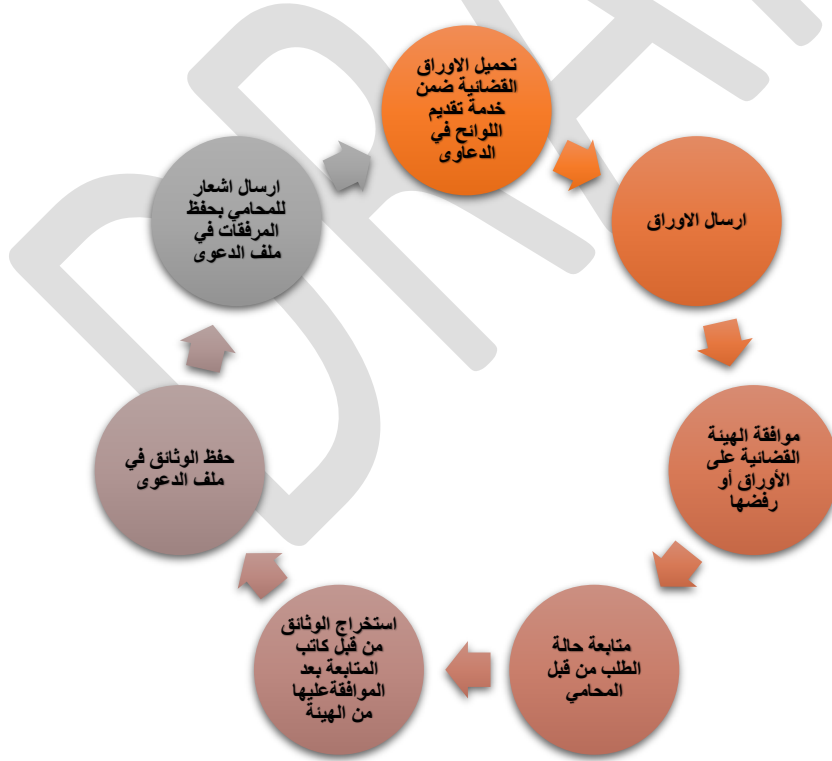 تحميل الاوراق
القضائية ضمن
خدمة تقديم
اللوائح في
الدعاوى
ارسال الاوراق
موافقة الهيئة
القضائية على
الأوراق أو
رفضها
متابعة حالة
الطلب من قبل
المحامي
استخراج الوثائق
من قبل كاتب
المتابعة بعد
الموافقةعليها
من الهيئة
حفظ الوثائق في
ملف الدعوى
ارسال اشعار
للمحامي بحفظ
المرفقات في
ملف الدعوى